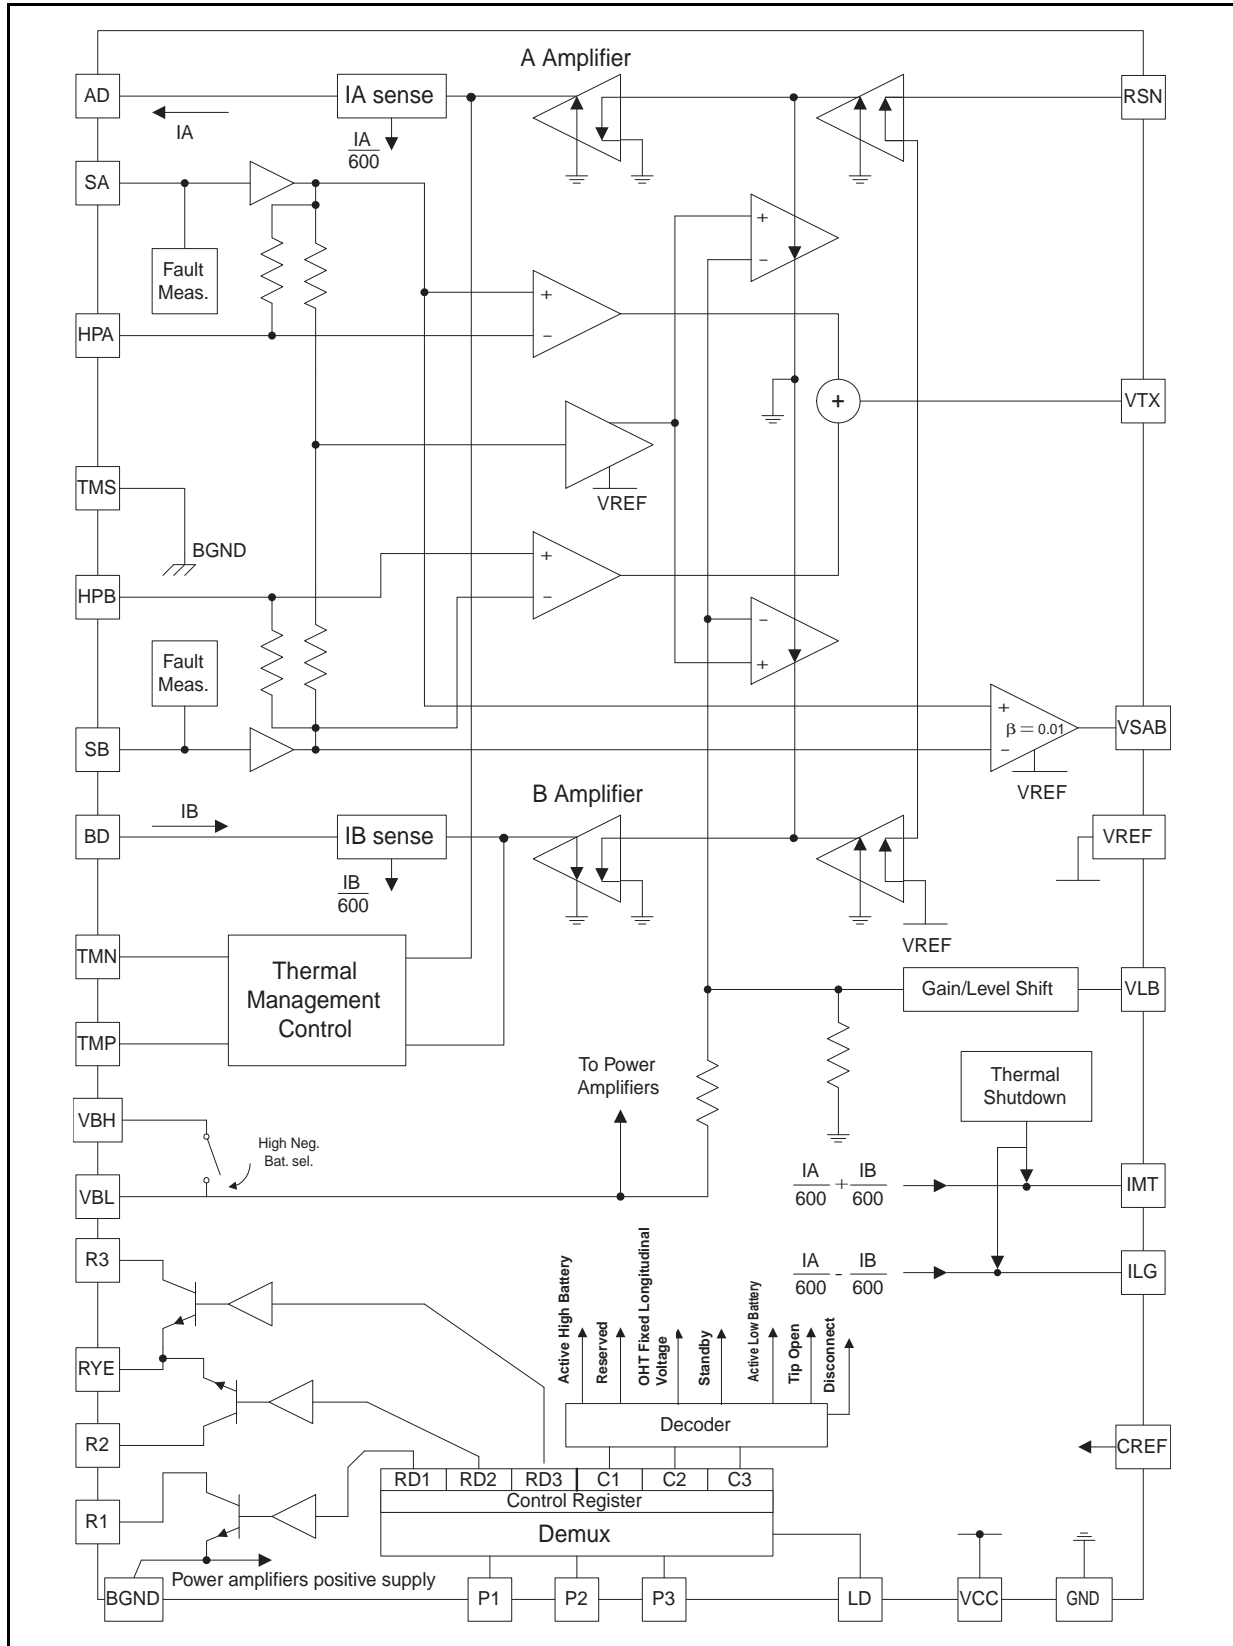 A Amplifier
AD
IA sense
RSN
IA
IA
600
SA
+
−
Fault
Meas.
+
−
HPA
+
VTX
VREF
TMS
BGND
+
−
HPB
−
+
Fault
Meas.
+
β = 0.01
−
VSAB
SB
VREF
B Amplifier
IB
BD
IB sense
VREF
IB
600
VREF
TMN
Thermal
Management
Control
Gain/Level Shift
VLB
TMP
To Power
Amplifiers
Thermal
Shutdown
VBH
High Neg.
Bat. sel.
IA + IB
600 600
IMT
VBL
R3
IA - IB
600 600
ILG
Active High Battery
Reserved
OHT Fixed Longitudinal
Voltage
Standby
Active Low Battery
Tip Open
Disconnect
RYE
Decoder
R2
CREF
RD1 RD2 RD3 C1 C2 C3
Control Register
R1
Demux
Power amplifiers positive supply
BGND
P1
P2
P3
LD
VCC
GND